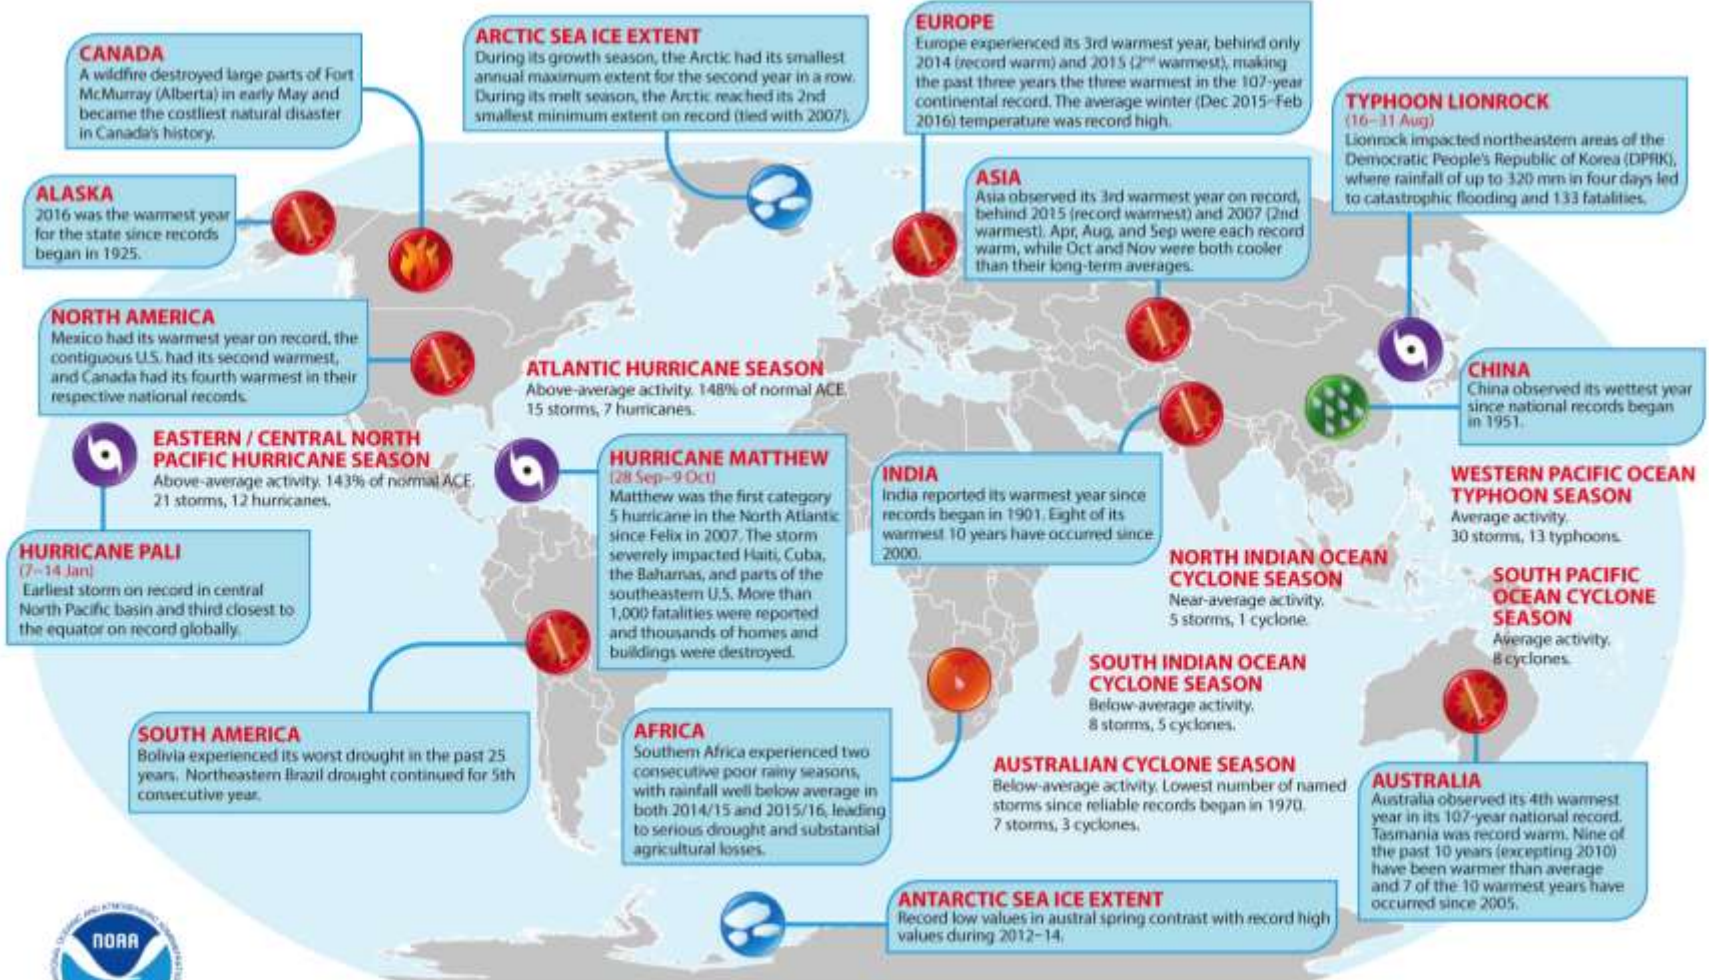 CANADA
A wildfire destroyed large parts of Fort
McMurray (Alberta) in early May and
became the costliest natural disaster
in Canada's history.
ARCTIC SEA ICE EXTENT
During its growth season, the Arctic had its smallest
annual maximum extent for the second year in a row.
During its melt season, the Arctic reached its 2nd
smallest minimum extent on record (tied with 2007).
EUROPE
Europe experienced its 3rd warmest year, behind only
2014 (record warm) and 2015 (2nd warmest), making
the past three years the three warmest in the 107-year
continental record. The average winter (Dec 2015–Feb
2016) temperature was record high.
TYPHOON LIONROCK
(16–31 Aug)
Lionrock impacted northeastern areas of the
Democratic People's Republic of Korea (DPRK),
where rainfall of up to 320 mm in four days led
to catastrophic flooding and 133 fatalities.
ALASKA
2016 was the warmest year
for the state since records
began in 1925.
ASIA
Asia observed its 3rd warmest year on record,
behind 2015 (record warmest) and 2007 (2nd
warmest). Apr, Aug, and Sep were each record
warm, while Oct and Nov were both cooler
than their long-term averages.
NORTH AMERICA
Mexico had its warmest year on record, the
contiguous U.S. had its second warmest,
and Canada had its fourth warmest in their
respective national records.
ATLANTIC HURRICANE SEASON
Above-average activity. 148% of normal ACE.
15 storms, 7 hurricanes.
CHINA
China observed its wettest year
since national records began
in 1951.
EASTERN / CENTRAL NORTH
PACIFIC HURRICANE SEASON
Above-average activity. 143% of normal ACE.
21 storms, 12 hurricanes.
HURRICANE MATTHEW
(28 Sep–9 Oct)
Matthew was the first category
5 hurricane in the North Atlantic
since Felix in 2007. The storm
severely impacted Haiti, Cuba,
the Bahamas, and parts of the
southeastern U.S. More than
1,000 fatalities were reported
and thousands of homes and
buildings were destroyed.
INDIA
India reported its warmest year since
records began in 1901. Eight of its
warmest 10 years have occurred since
2000.
WESTERN PACIFIC OCEAN
TYPHOON SEASON
Average activity.
30 storms, 13 typhoons.
HURRICANE PALI
(7–14 Jan)
Earliest storm on record in central
North Pacific basin and third closest to
the equator on record globally.
NORTH INDIAN OCEAN
CYCLONE SEASON
Near-average activity.
5 storms, 1 cyclone.
SOUTH PACIFIC
OCEAN CYCLONE
SEASON
Average activity.
8 cyclones.
SOUTH INDIAN OCEAN
CYCLONE SEASON
Below-average activity.
8 storms, 5 cyclones.
SOUTH AMERICA
Bolivia experienced its worst drought in the past 25
years. Northeastern Brazil drought continued for 5th
consecutive year.
AFRICA
Southern Africa experienced two
consecutive poor rainy seasons,
with rainfall well below average in
both 2014/15 and 2015/16, leading
to serious drought and substantial
agricultural losses.
AUSTRALIAN CYCLONE SEASON
Below-average activity. Lowest number of named
storms since reliable records began in 1970.
7 storms, 3 cyclones.
AUSTRALIA
Australia observed its 4th warmest
year in its 107-year national record.
Tasmania was record warm. Nine of
the past 10 years (excepting 2010)
have been warmer than average
and 7 of the 10 warmest years have
occurred since 2005.
ANTARCTIC SEA ICE EXTENT
Record low values in austral spring contrast with record high
values during 2012–14.
NOAA